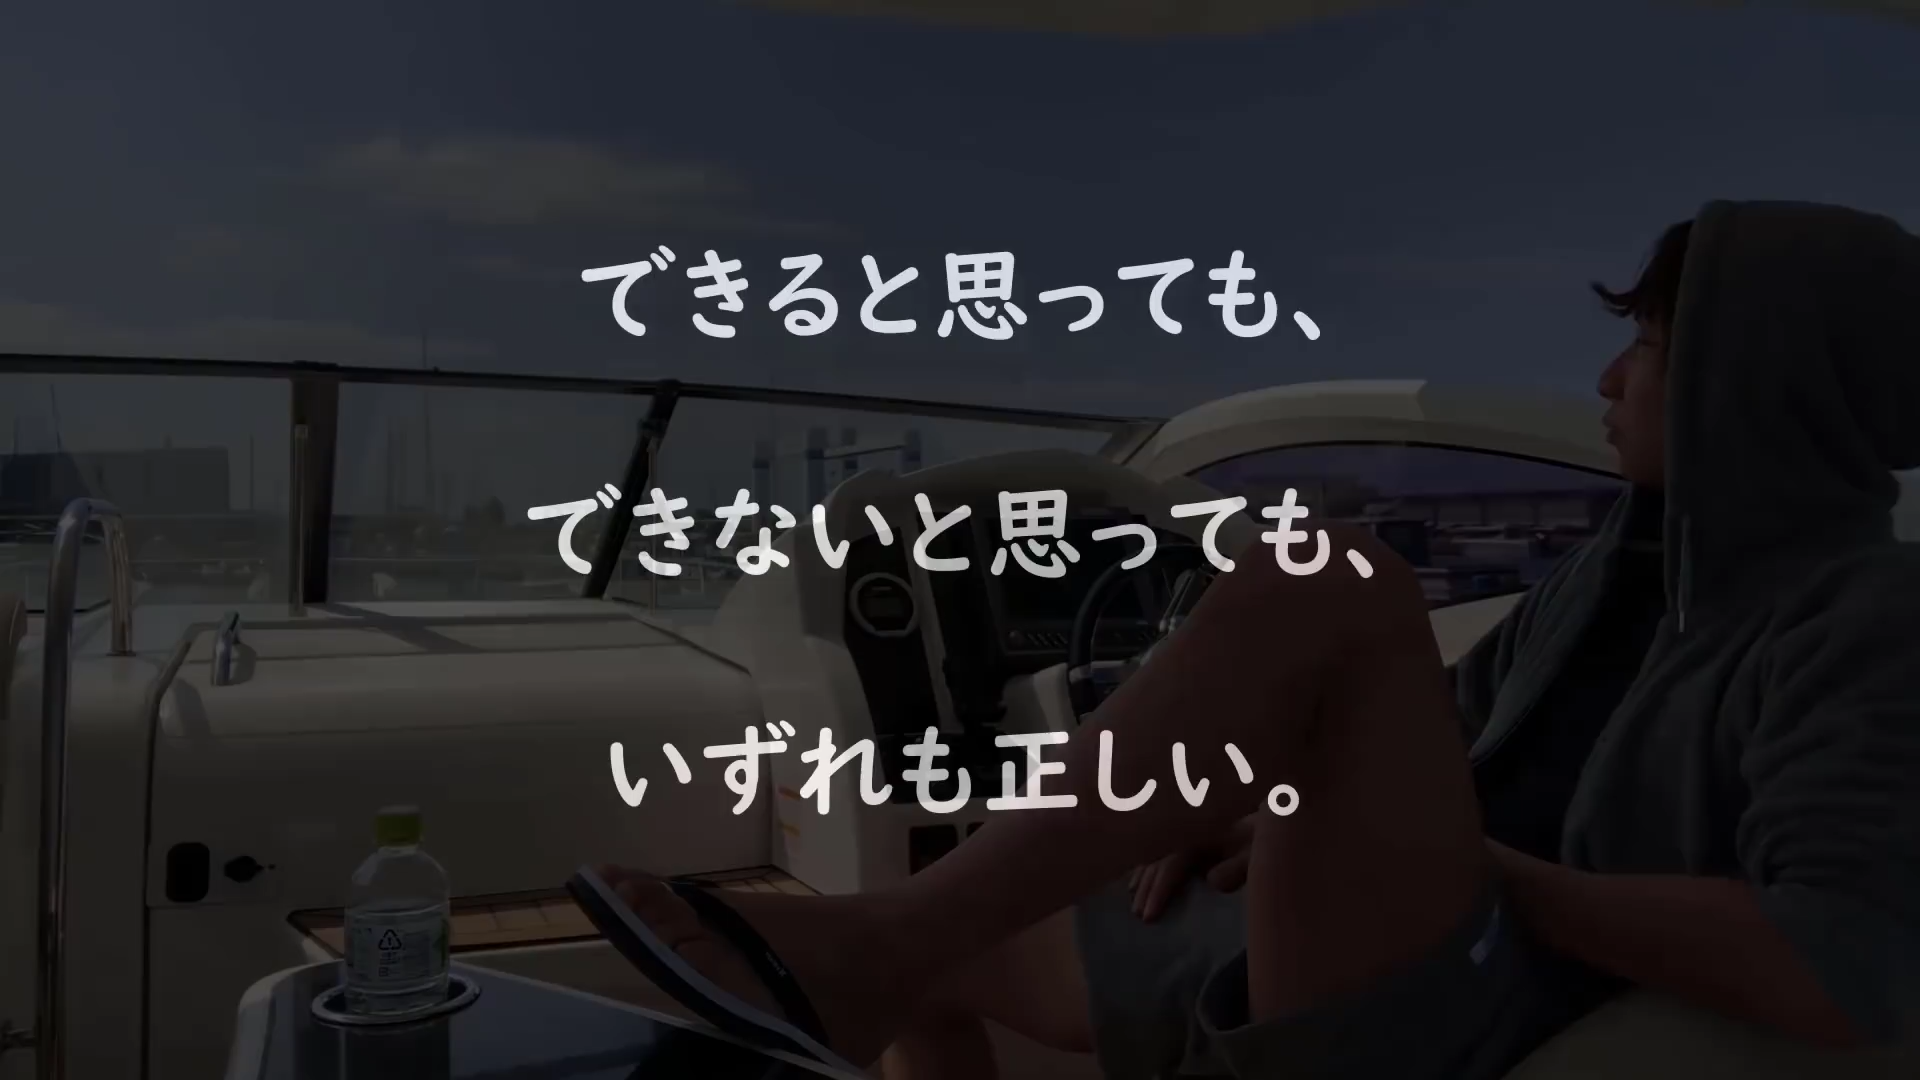 できると思っても、
できないと思っても、
いずれも正しい。